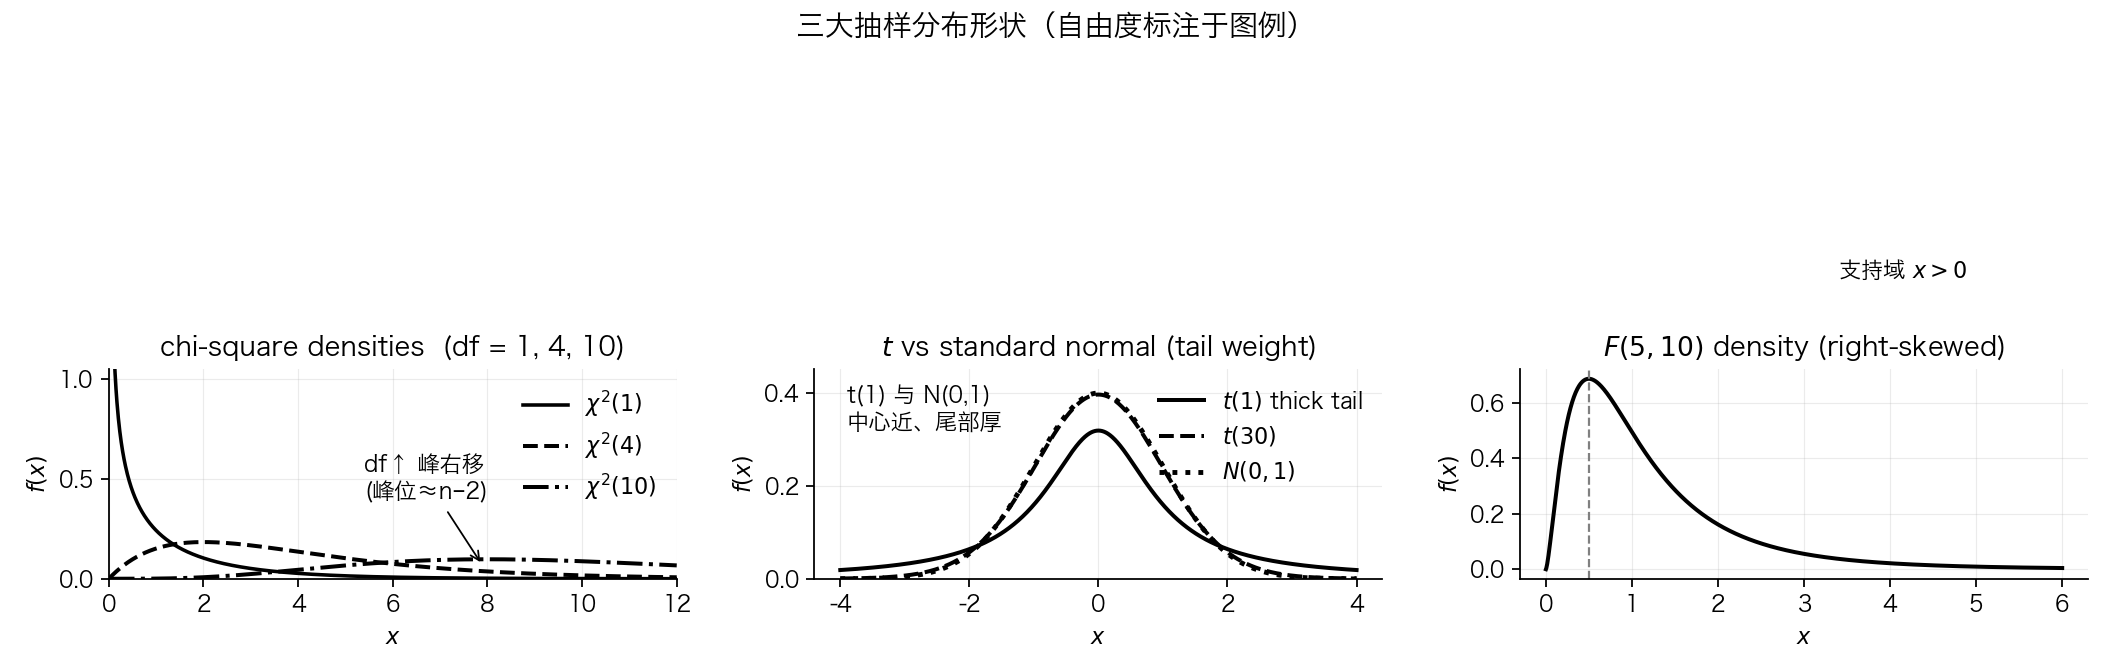 三大抽样分布形状（自由度标注于图例）
chi-square densities (df = 1, 4, 10)
1.0
0.5
0.0
f(x)
χ²(1)
χ²(4)
χ²(10)
df↑ 峰右移
(峰位≈n−2)
0 2 4 6 8 10 12
x
t vs standard normal (tail weight)
0.4
0.2
0.0
f(x)
t(1) 与 N(0,1)
中心近、尾部厚
t(1) thick tail
t(30)
N(0, 1)
-4 -2 0 2 4
x
支持域 x > 0
F(5, 10) density (right-skewed)
0.6
0.4
0.2
0.0
f(x)
0 1 2 3 4 5 6
x